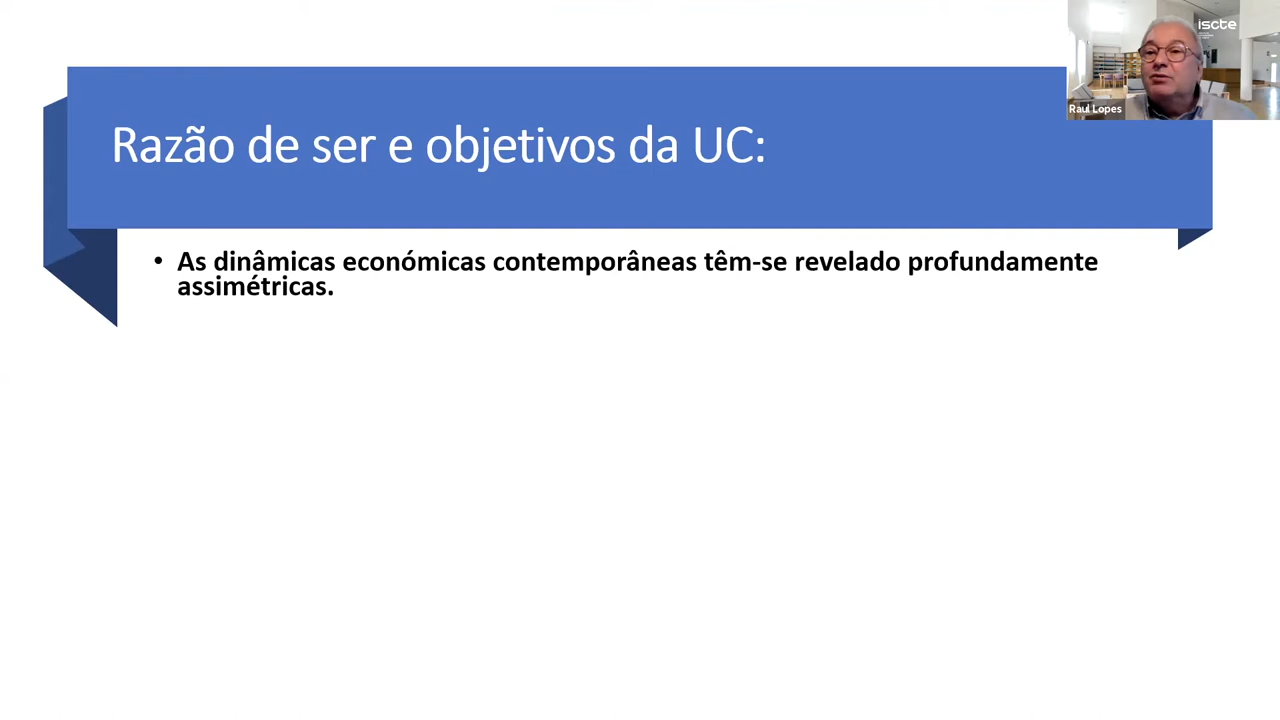 iscte
Raul Lopes
Razão de ser e objetivos da UC:
• As dinâmicas económicas contemporâneas têm-se revelado profundamente
assimétricas.